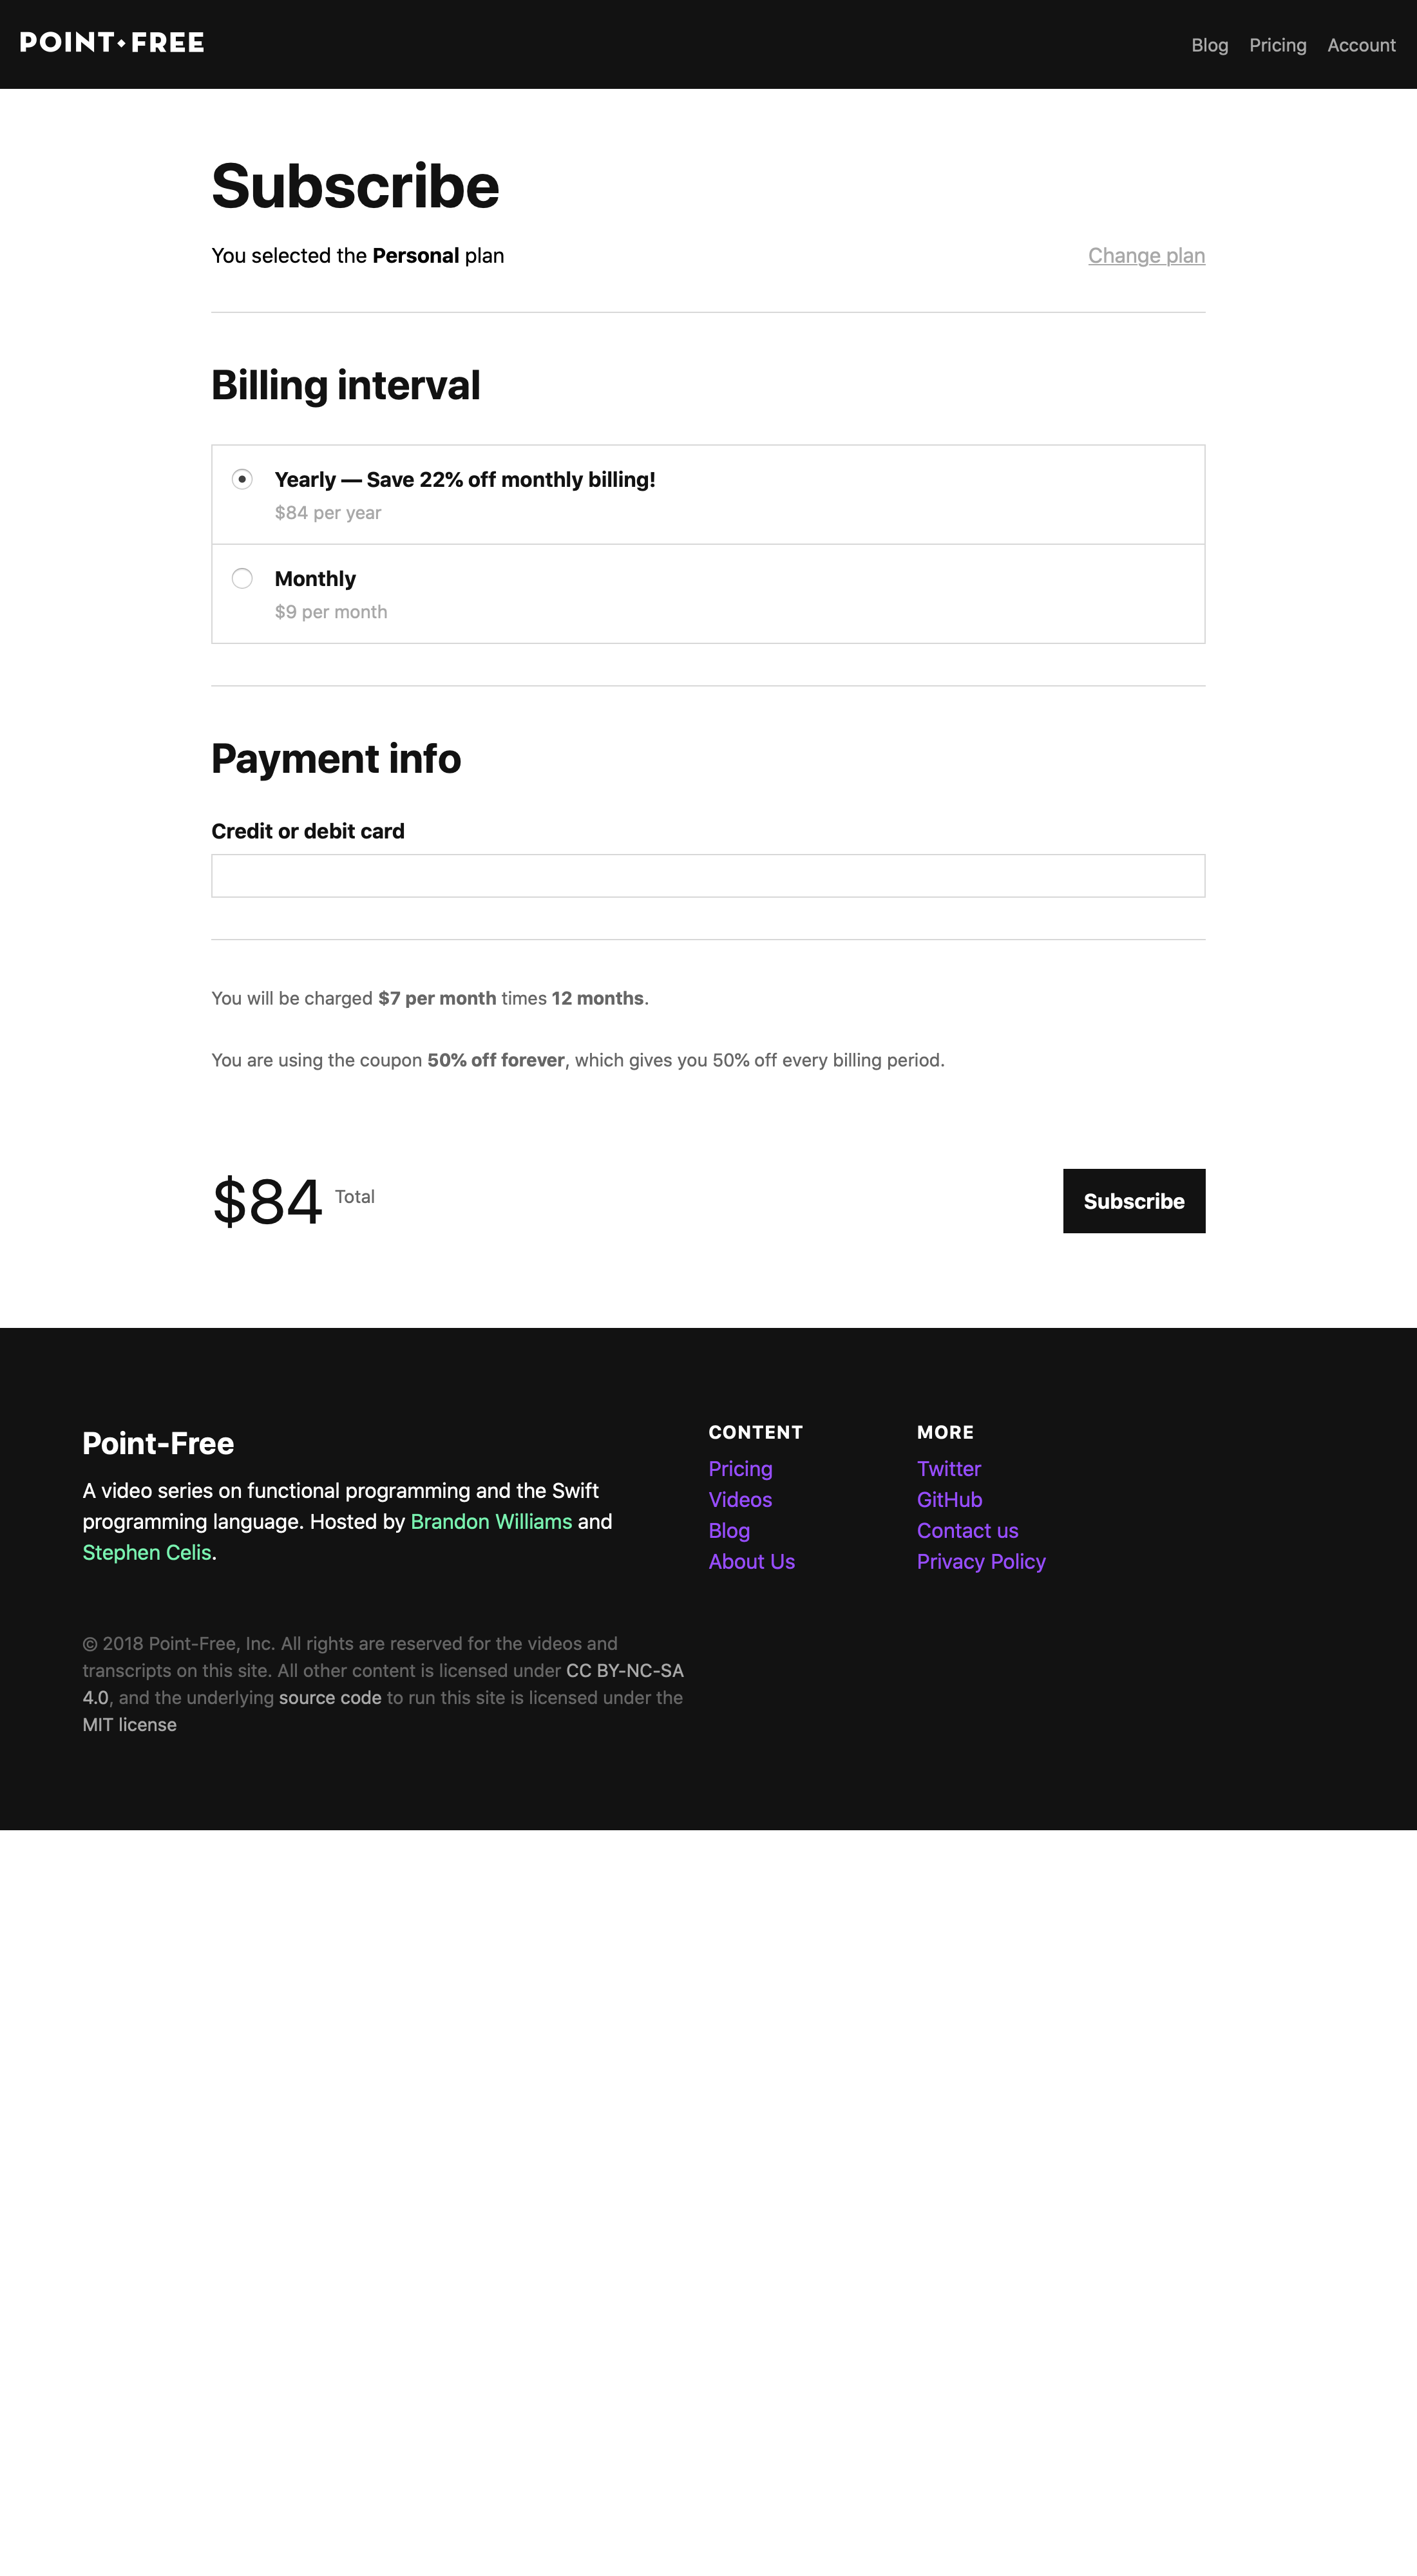 POINT•FREE
Blog Pricing Account
Subscribe
You selected the Personal plan
Change plan
Billing interval
Yearly — Save 22% off monthly billing!
$84 per year
Monthly
$9 per month
Payment info
Credit or debit card
You will be charged $7 per month times 12 months.
You are using the coupon 50% off forever, which gives you 50% off every billing period.
$84 Total
Subscribe
Point-Free
A video series on functional programming and the Swift
programming language. Hosted by Brandon Williams and
Stephen Celis.
CONTENT
Pricing
Videos
Blog
About Us
MORE
Twitter
GitHub
Contact us
Privacy Policy
© 2018 Point-Free, Inc. All rights are reserved for the videos and
transcripts on this site. All other content is licensed under CC BY-NC-SA
4.0, and the underlying source code to run this site is licensed under the
MIT license